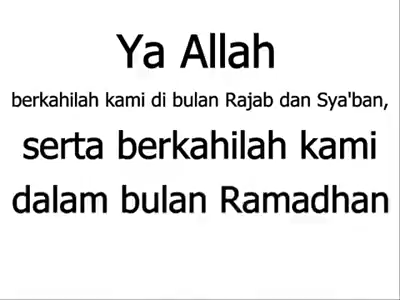 Ya Allah
berkahilah kami di bulan Rajab dan Sya'ban,
serta berkahilah kami
dalam bulan Ramadhan